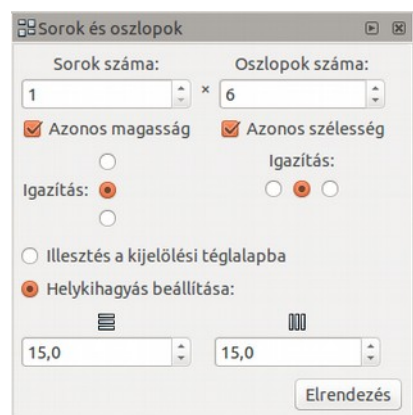 Sorok és oszlopok
Sorok száma: Oszlopok száma:
1 × 6
Azonos magasság Azonos szélesség
Igazítás:
Igazítás:
Illesztés a kijelölési téglalapba
Helykihagyás beállítása:
15,0 15,0
Elrendezés